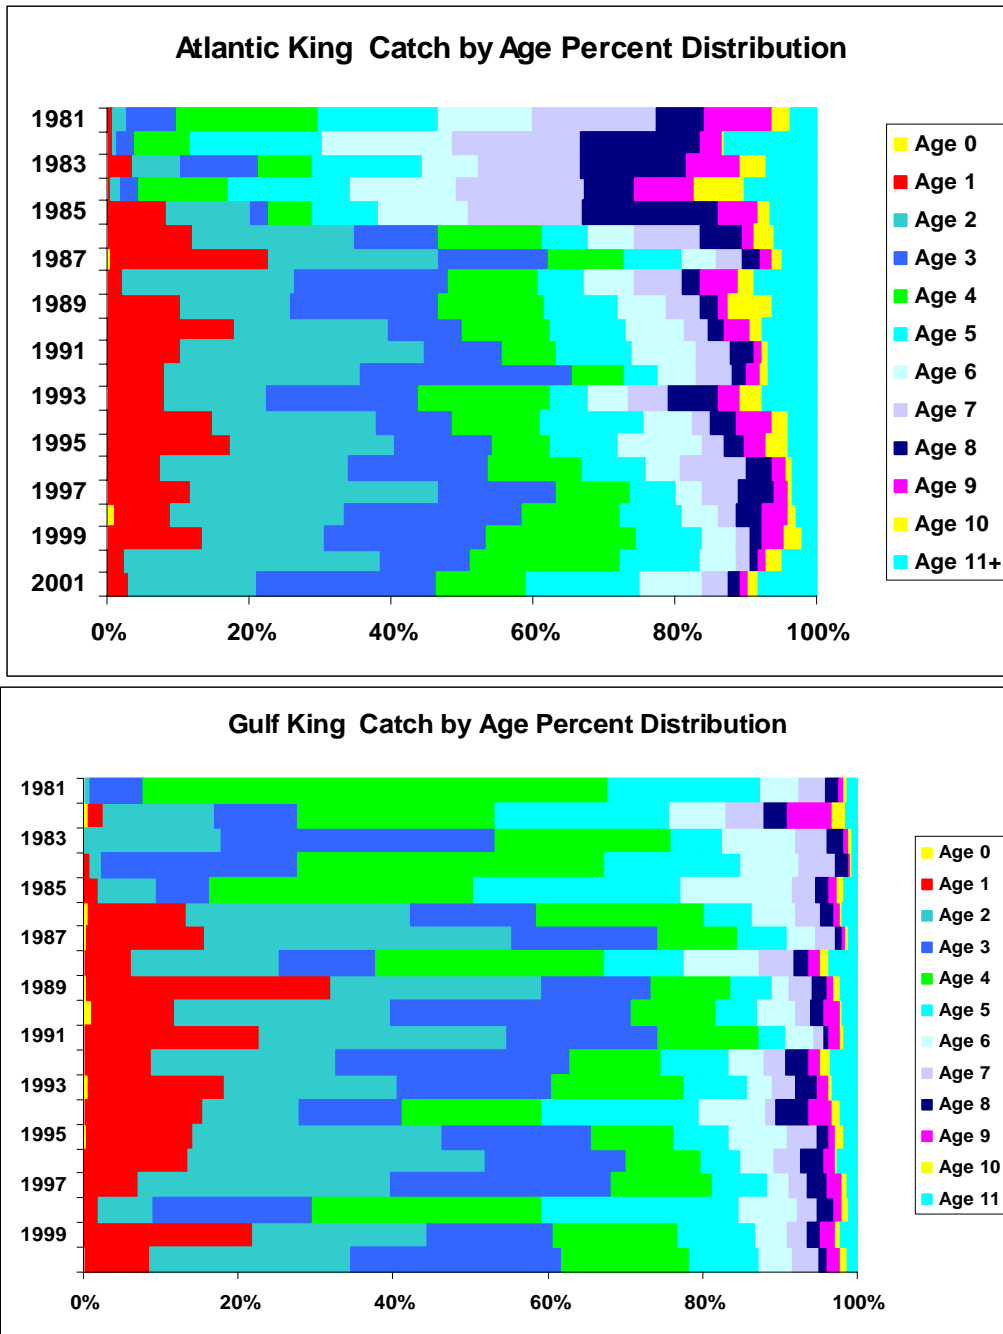 Atlantic King Catch by Age Percent Distribution
1981
1983
1985
1987
1989
1991
1993
1995
1997
1999
2001
0% 20% 40% 60% 80% 100%
Age 0
Age 1
Age 2
Age 3
Age 4
Age 5
Age 6
Age 7
Age 8
Age 9
Age 10
Age 11+
Gulf King Catch by Age Percent Distribution
1981
1983
1985
1987
1989
1991
1993
1995
1997
1999
0% 20% 40% 60% 80% 100%
Age 0
Age 1
Age 2
Age 3
Age 4
Age 5
Age 6
Age 7
Age 8
Age 9
Age 10
Age 11